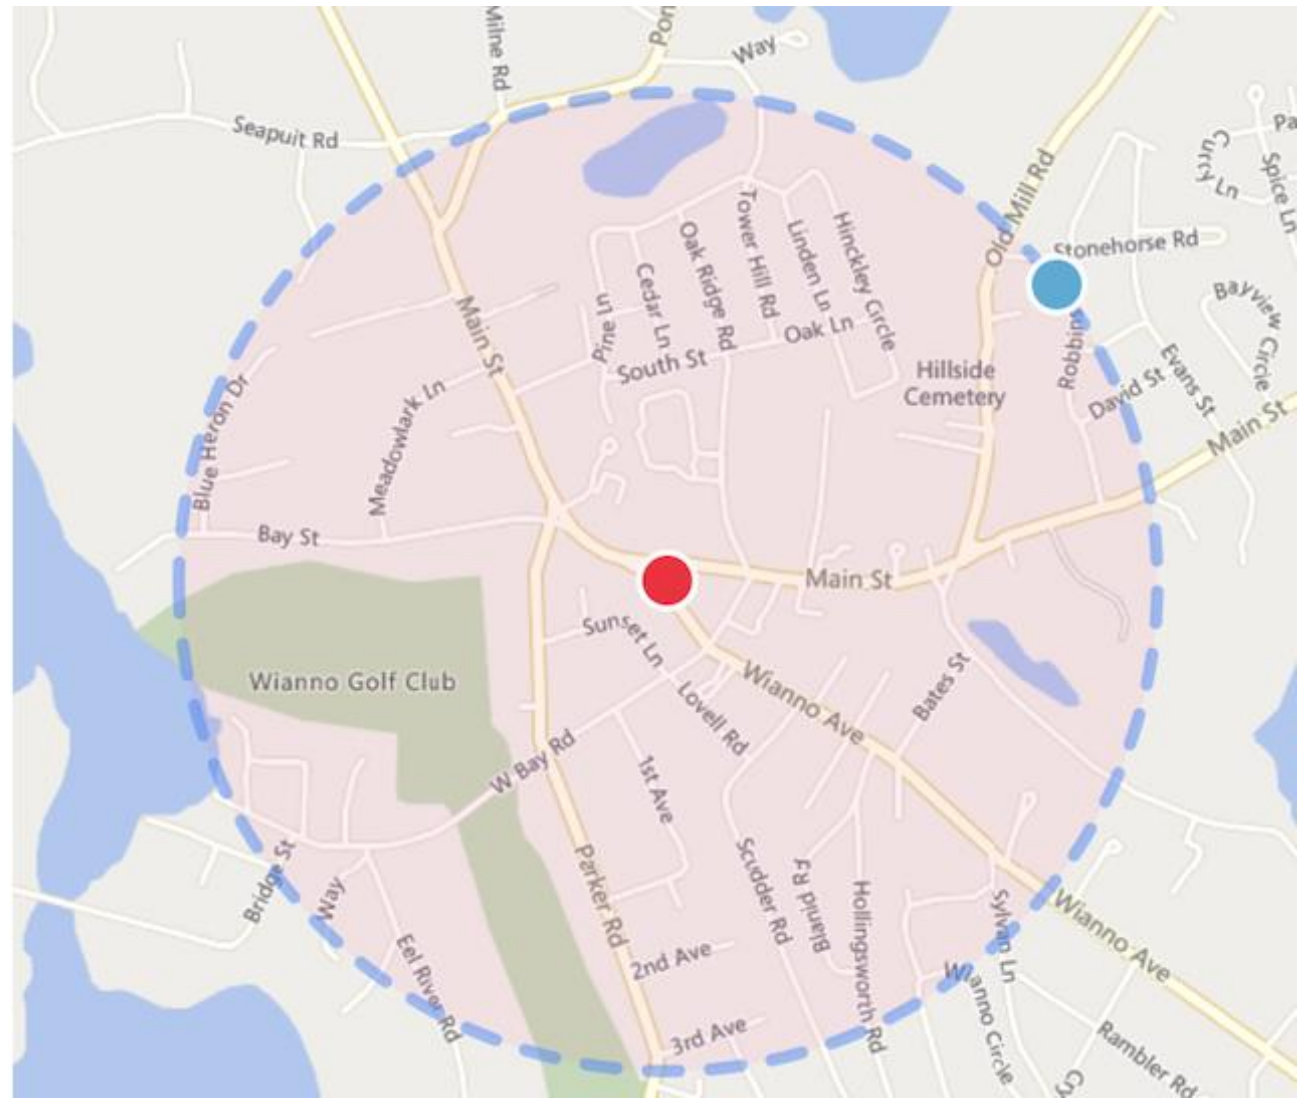 Milne Rd
Pon
Way
Seapuit Rd
Curry Ln
Pa
Spice Ln
Old Mill Rd
Stonehorse Rd
Tower Hill Rd
Linden Ln
Hinckley Circle
Oak Ridge Rd
Cedar Ln
Pine Ln
Main St
Bayview Circle
Oak Ln
South St
Robbins
Evans St
Hillside
Cemetery
David St
Main St
Blue Heron Dr
Meadowlark Ln
Bay St
Main St
Sunset Ln
Wianno Golf Club
Lovell Rd
Wianno Ave
Bates St
W Bay Rd
1st Ave
Parker Rd
Scudder Rd
Bland Rd
Hollingsworth Rd
Sylvan Ln
Wianno Ave
Bridge St
Way
Eel River Rd
2nd Ave
3rd Ave
Wianno Circle
Rambler Rd
Cry